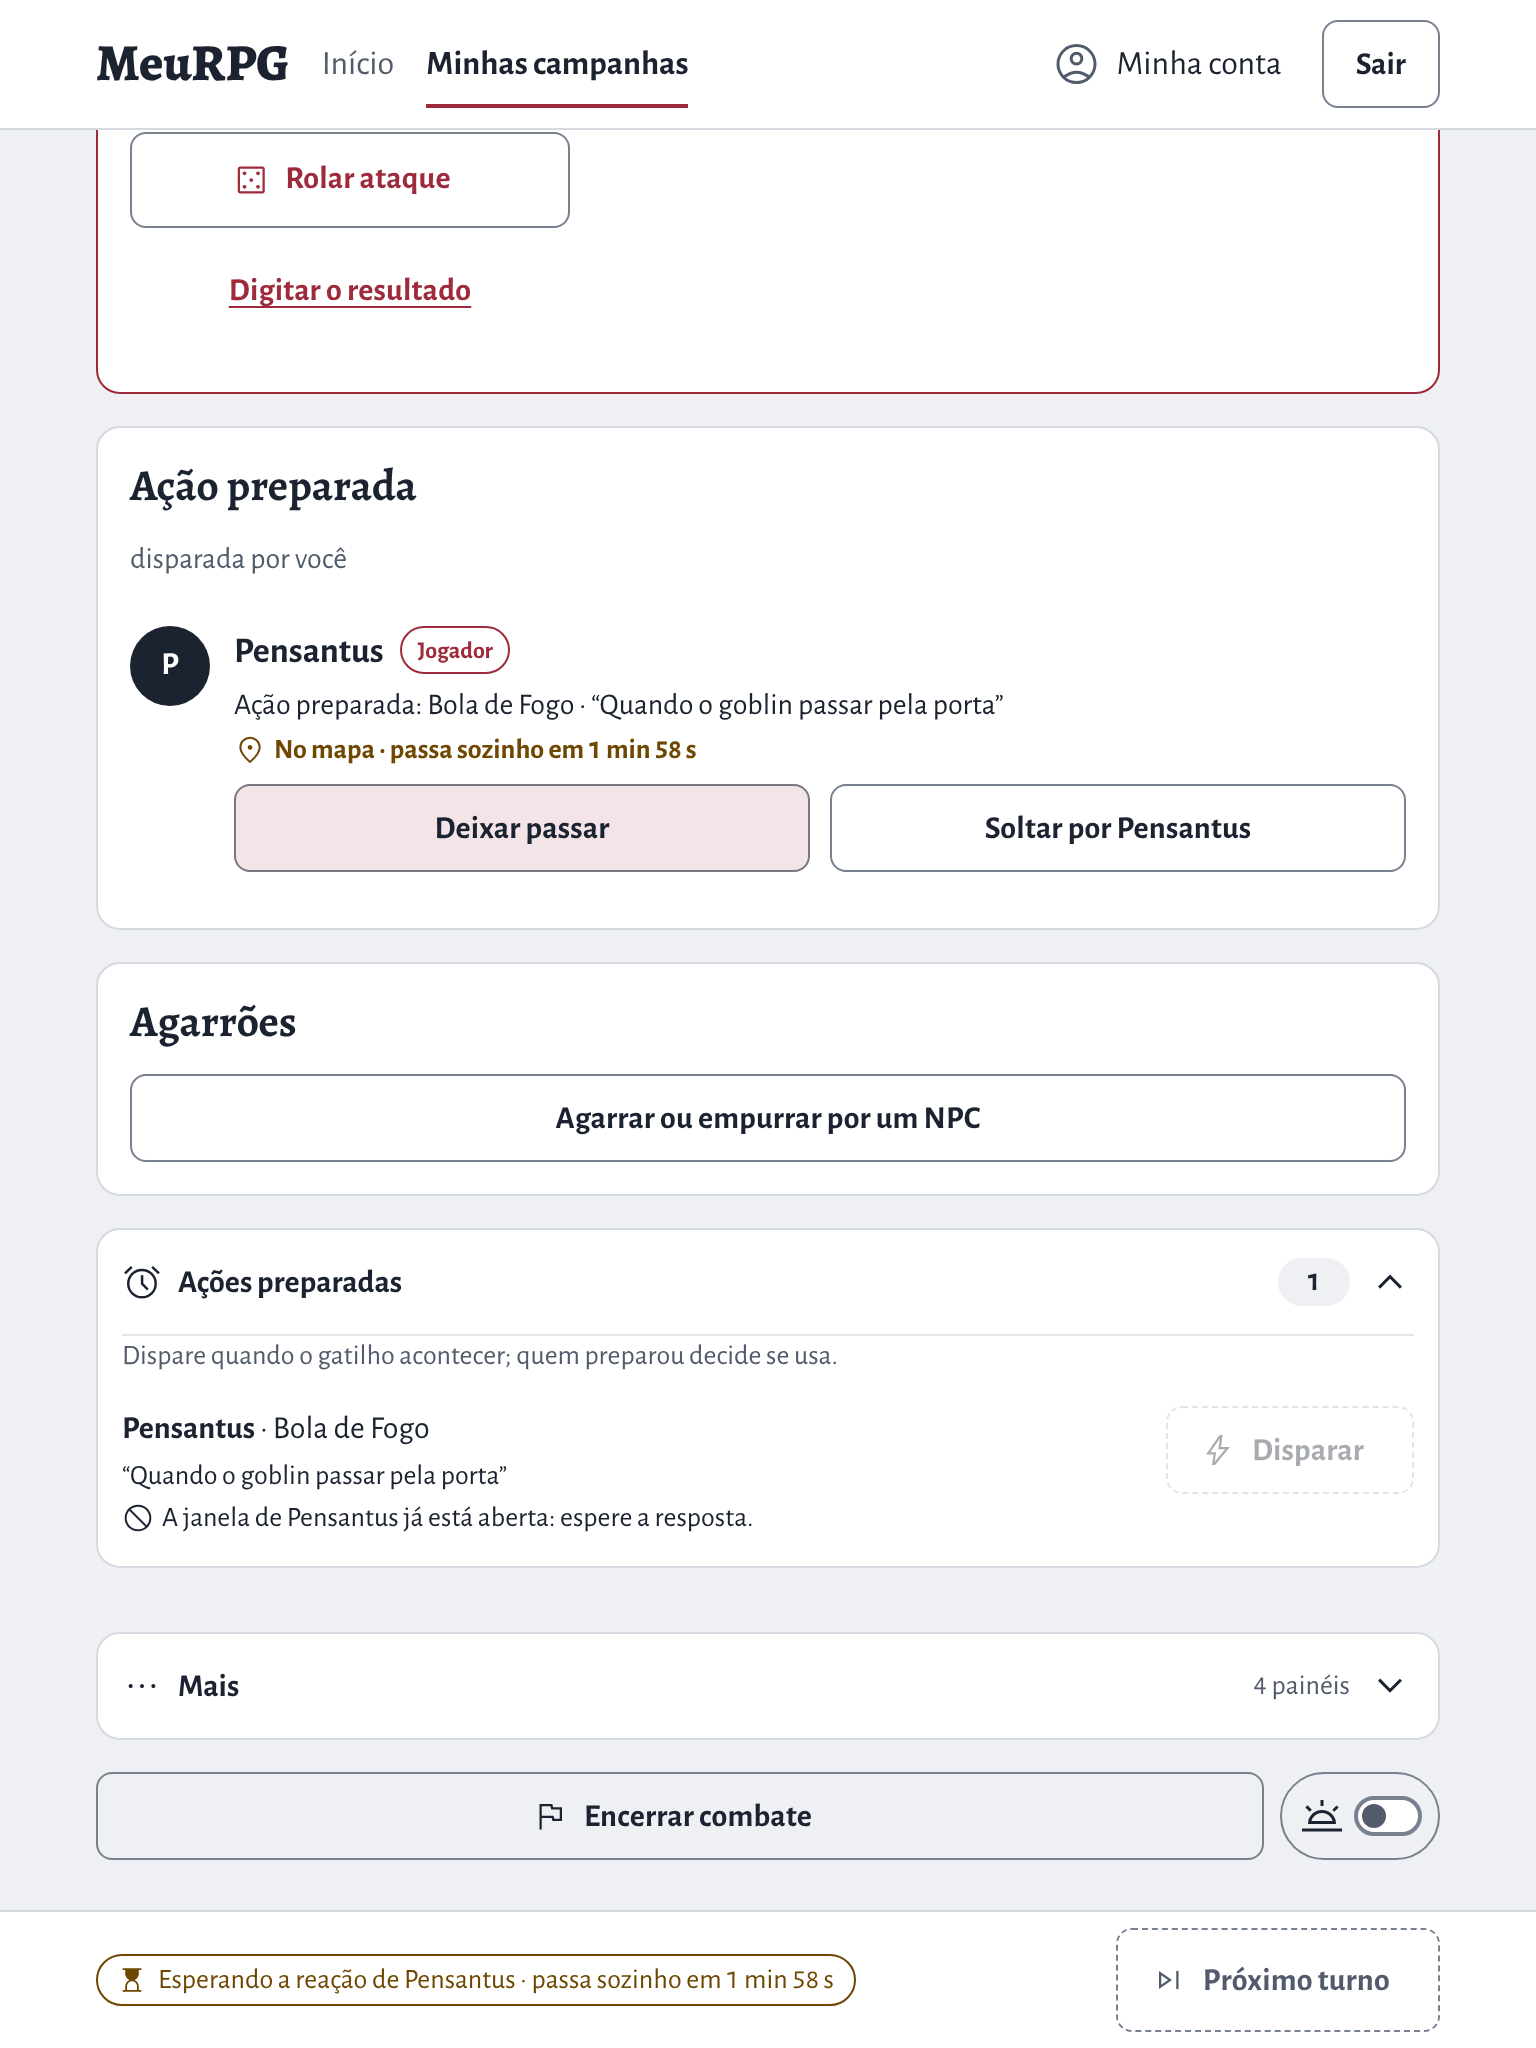 MeuRPG Início Minhas campanhas Minha conta Sair
Rolar ataque
Digitar o resultado
Ação preparada
disparada por você
P
Pensantus Jogador
Ação preparada: Bola de Fogo · “Quando o goblin passar pela porta”
No mapa · passa sozinho em 1 min 58 s
Deixar passar Soltar por Pensantus
Agarrões
Agarrar ou empurrar por um NPC
Ações preparadas 1
Dispare quando o gatilho acontecer; quem preparou decide se usa.
Pensantus · Bola de Fogo
Disparar
“Quando o goblin passar pela porta”
A janela de Pensantus já está aberta: espere a resposta.
Mais 4 painéis
Encerrar combate
Esperando a reação de Pensantus · passa sozinho em 1 min 58 s Próximo turno